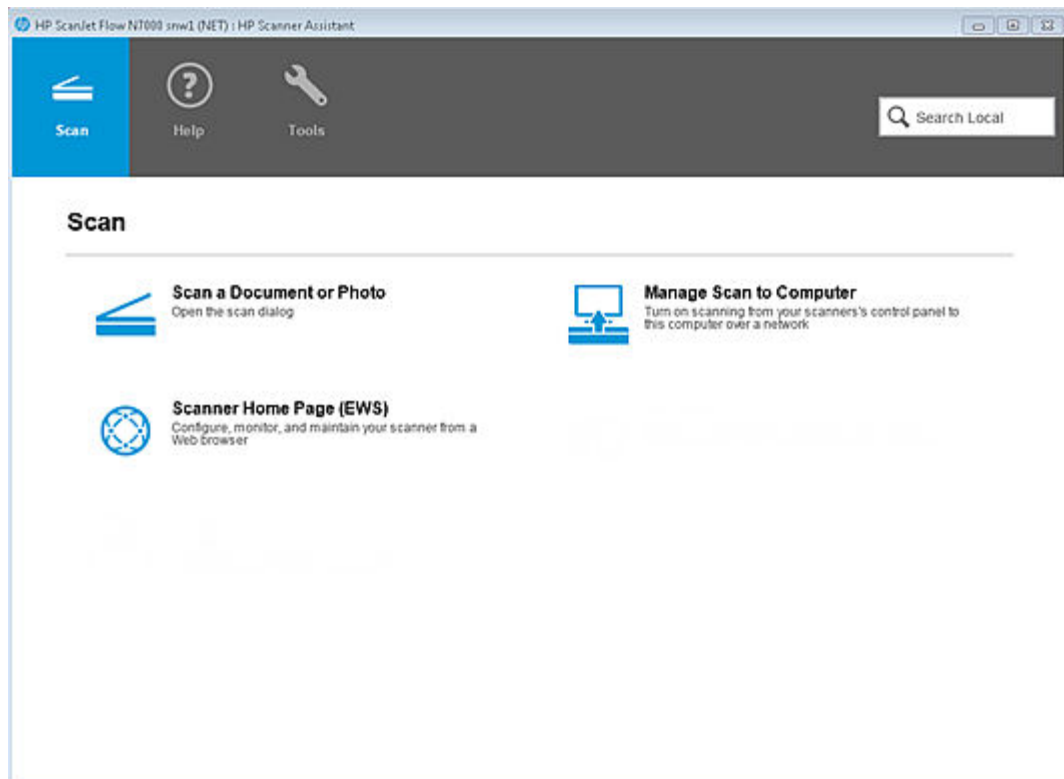 HP ScanJet Flow N7000 snw1 (NET) : HP Scanner Assistant
Scan
Help
Tools
Search Local
Scan
Scan a Document or Photo
Open the scan dialog
Manage Scan to Computer
Turn on scanning from your scanners's control panel to
this computer over a network
Scanner Home Page (EWS)
Configure, monitor, and maintain your scanner from a
Web browser